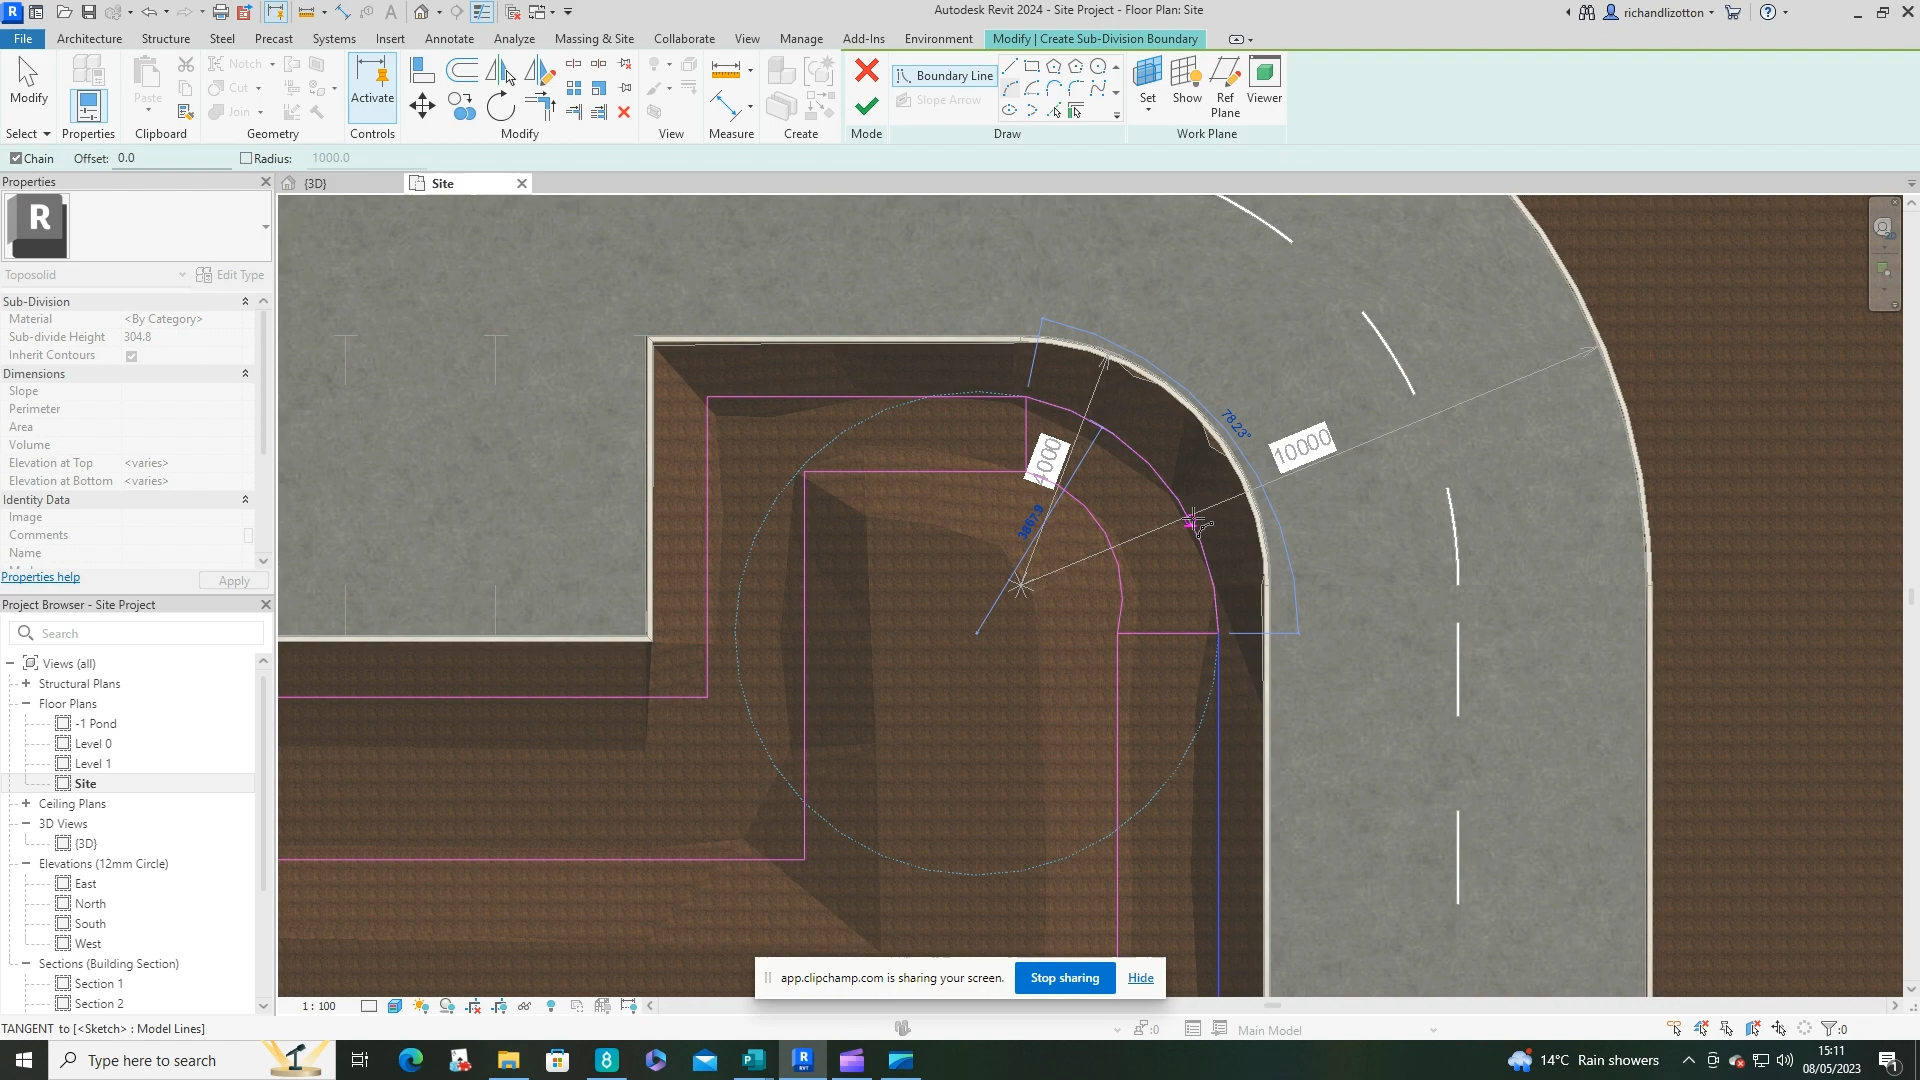 Autodesk Revit 2024 - Site Project - Floor Plan: Site
richandlizotton
File
Architecture
Structure
Steel
Precast
Systems
Insert
Annotate
Analyze
Massing & Site
Collaborate
View
Manage
Add-Ins
Environment
Modify | Create Sub-Division Boundary
Modify
Paste
Notch
Cut
Join
Activate
Boundary Line
Slope Arrow
Set
Show
Ref
Plane
Viewer
Select
Properties
Clipboard
Geometry
Controls
Modify
View
Measure
Create
Mode
Draw
Work Plane
Chain
Offset: 0.0
Radius: 1000.0
Properties
{3D}
Site
R
Toposolid
Edit Type
Sub-Division
Material <By Category>
Sub-divide Height 304.8
Inherit Contours
Dimensions
Slope
Perimeter
Area
Volume
Elevation at Top <varies>
Elevation at Bottom <varies>
Identity Data
Image
Comments
Name
Properties help
Apply
Project Browser - Site Project
Search
Views (all)
Structural Plans
Floor Plans
-1 Pond
Level 0
Level 1
Site
Ceiling Plans
3D Views
{3D}
Elevations (12mm Circle)
East
North
South
West
Sections (Building Section)
Section 1
Section 2
78.23°
10000
4000
3867.9
app.clipchamp.com is sharing your screen.
Stop sharing
Hide
1 : 100
TANGENT to [<Sketch> : Model Lines]
:0
Main Model
:0
Type here to search
14°C Rain showers
15:11
08/05/2023
1